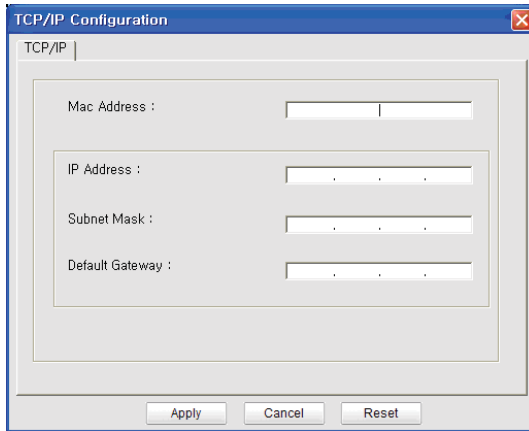 TCP/IP Configuration
TCP/IP
Mac Address :
IP Address :
. . .
Subnet Mask :
. . .
Default Gateway :
. . .
Apply Cancel Reset